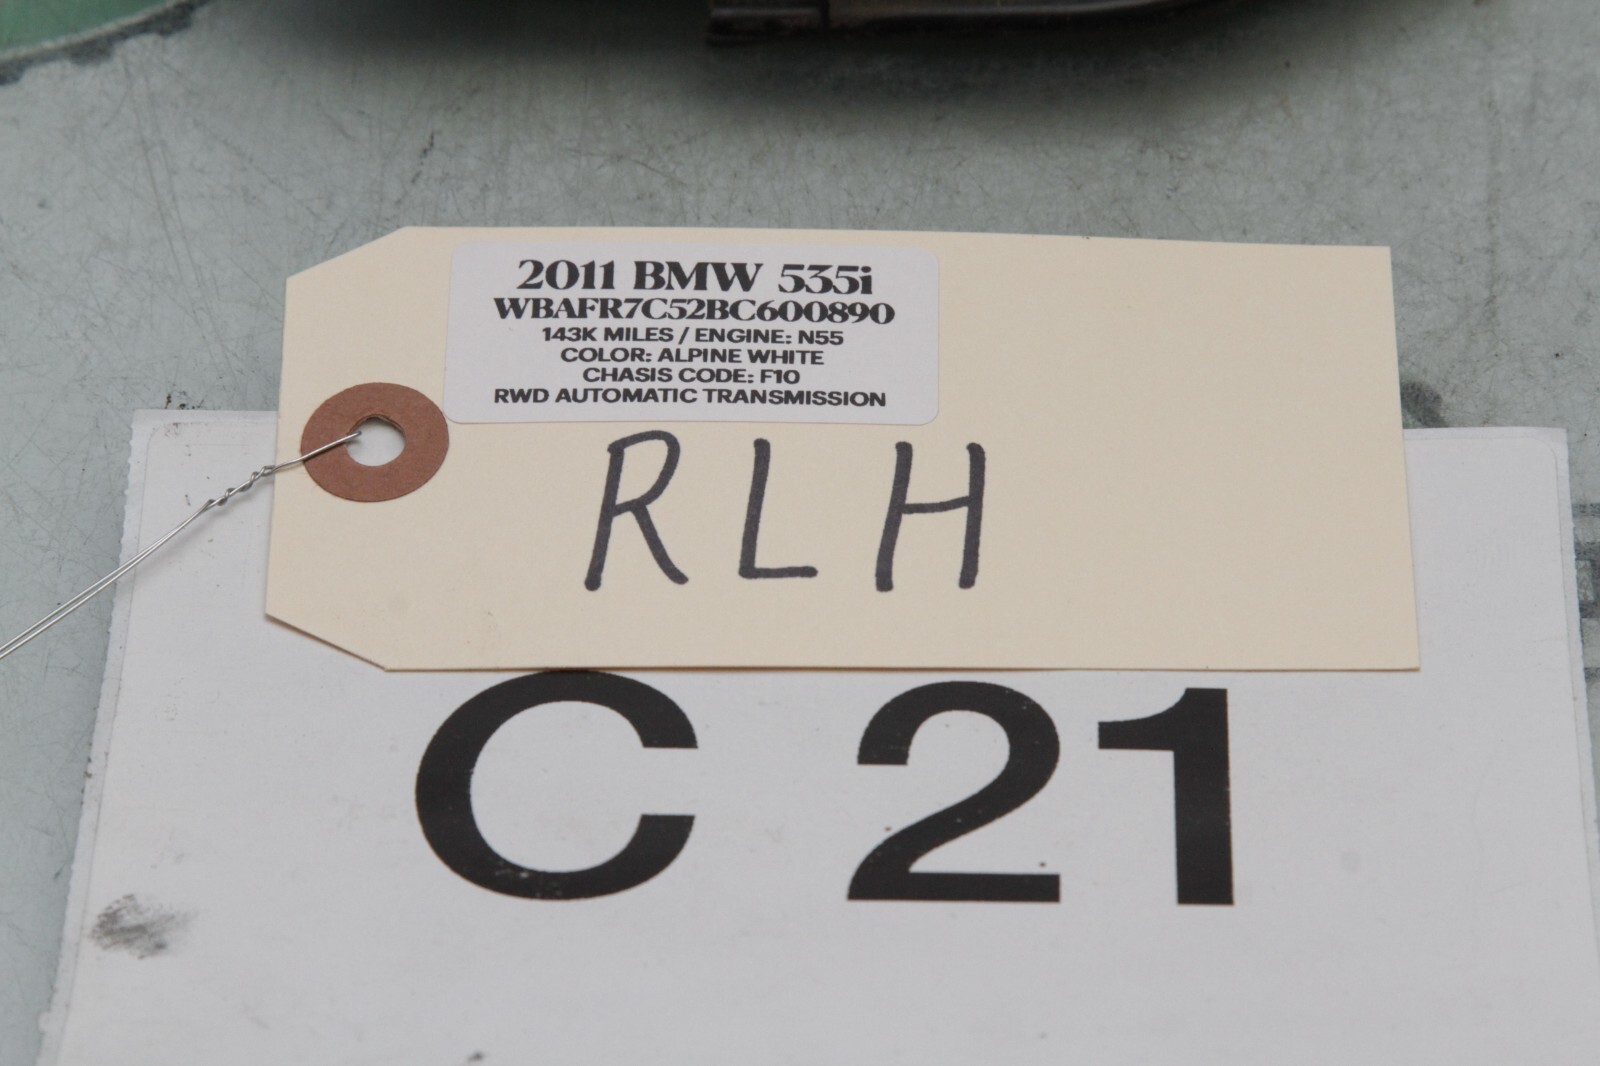 2011 BMW 535i
WBAFR7C52BC600890
143K MILES / ENGINE: N55
COLOR: ALPINE WHITE
CHASIS CODE: F10
RWD AUTOMATIC TRANSMISSION
RLH
C 21